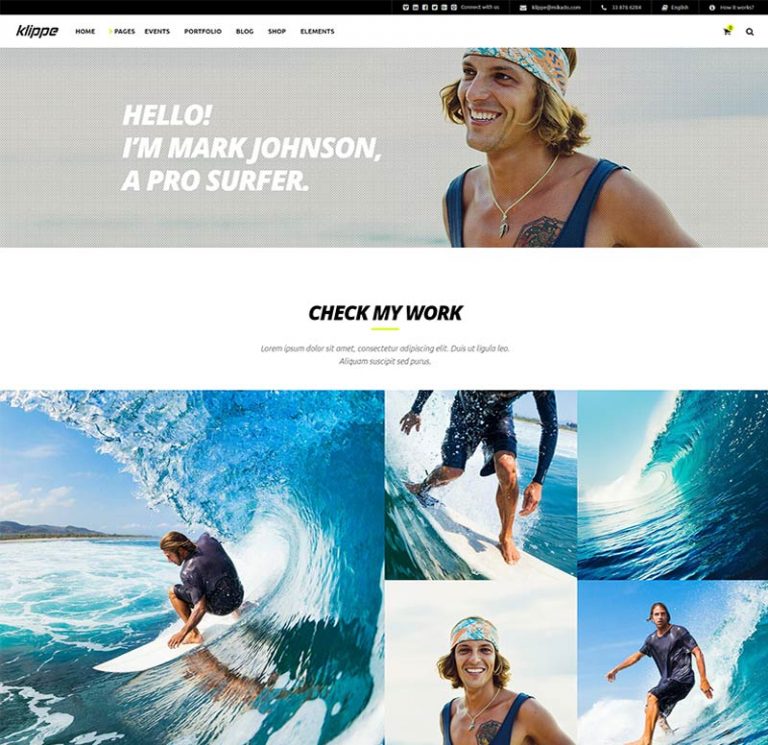 Connect with us klippe@mikado.com 33 876 6284 English How it works?
klippe HOME PAGES EVENTS PORTFOLIO BLOG SHOP ELEMENTS
HELLO!
I'M MARK JOHNSON,
A PRO SURFER.
CHECK MY WORK
Lorem ipsum dolor sit amet, consectetur adipiscing elit. Duis ut ligula leo.
Aliquam suscipit sed purus.